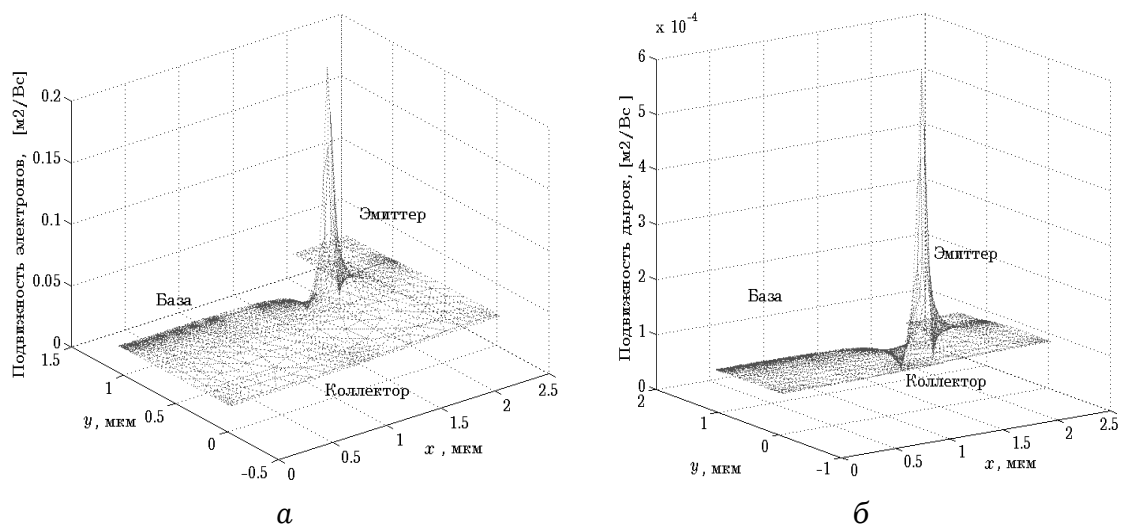 Подвижность электронов, [м2/Вс]
0.2
0.15
0.1
0.05
0
1.5
1
0.5
0
−0.5
y, мкм
0
0.5
1
1.5
2
2.5
x, мкм
База
Эмиттер
Коллектор
а
x 10⁻⁴
Подвижность дырок, [м2/Вс]
6
5
4
3
2
1
0
2
1
0
−1
y, мкм
0
0.5
1
1.5
2
2.5
x, мкм
База
Эмиттер
Коллектор
б